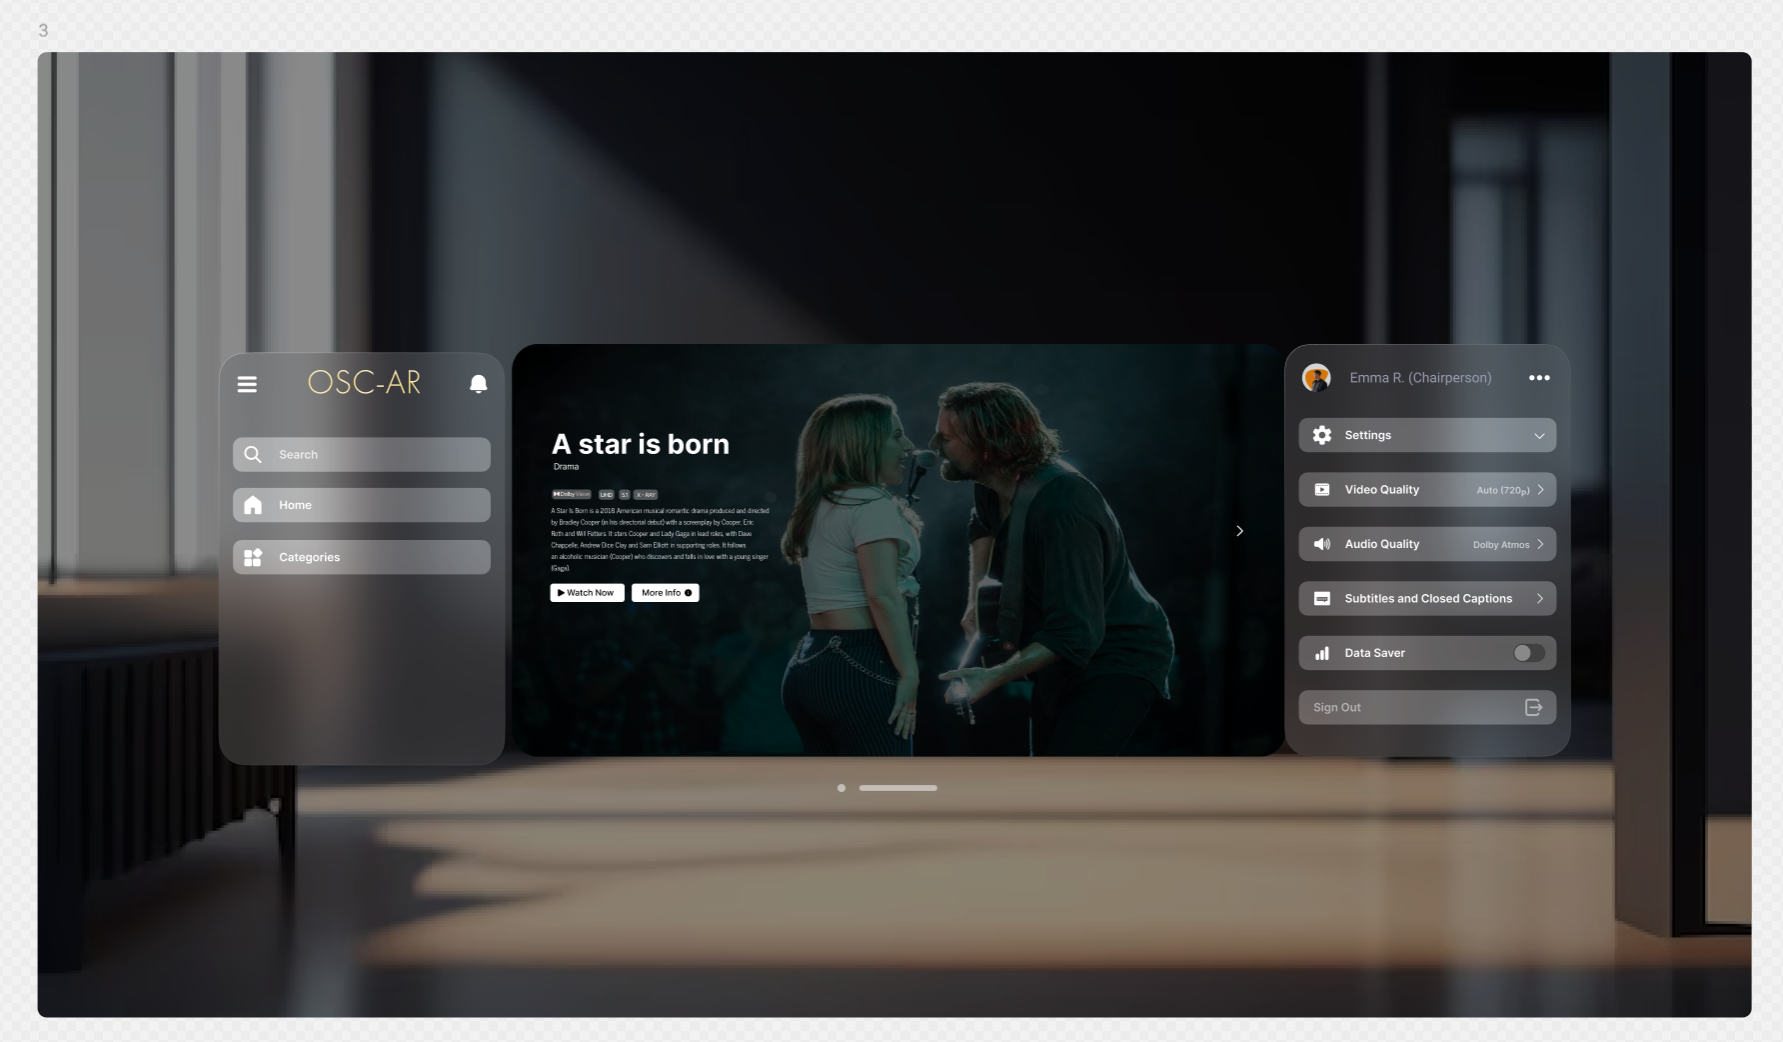 3
OSC-AR
Search
Home
Categories
A star is born
Drama
Dolby Vision UHD 5.1 X-RAY
A Star Is Born is a 2018 American musical romantic drama produced and directed
by Bradley Cooper (in his directorial debut) with a screenplay by Cooper, Eric
Roth and Will Fetters. It stars Cooper and Lady Gaga in lead roles, with Dave
Chappelle, Andrew Dice Clay and Sam Elliott in supporting roles. It follows
an alcoholic musician (Cooper) who discovers and falls in love with a young singer
(Gaga).
Watch Now More Info
Emma R. (Chairperson)
Settings
Video Quality Auto (720p)
Audio Quality Dolby Atmos
Subtitles and Closed Captions
Data Saver
Sign Out